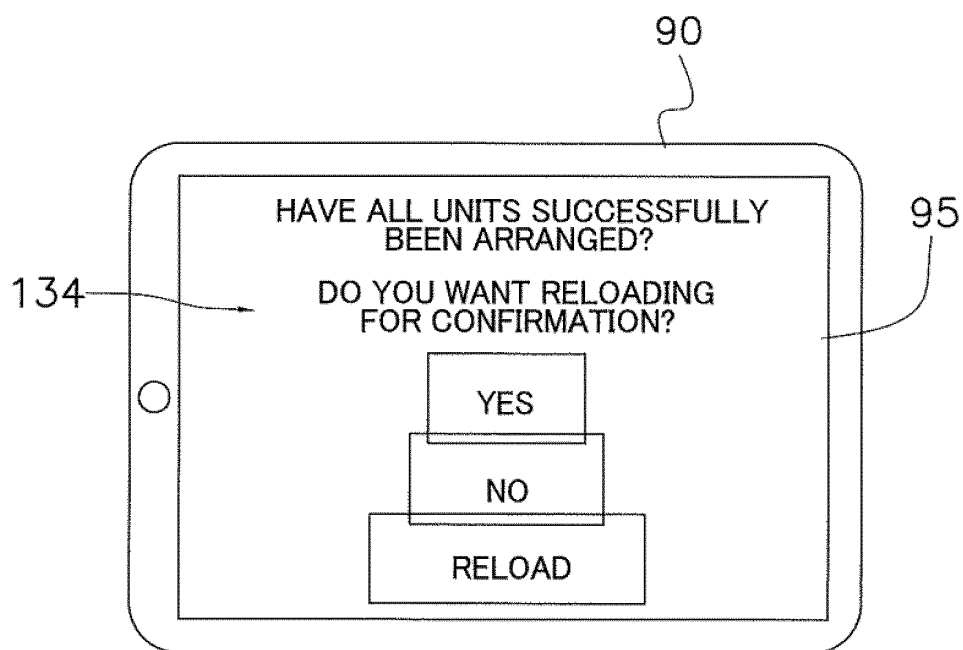 90
HAVE ALL UNITS SUCCESSFULLY
BEEN ARRANGED?
95
134
DO YOU WANT RELOADING
FOR CONFIRMATION?
YES
NO
RELOAD